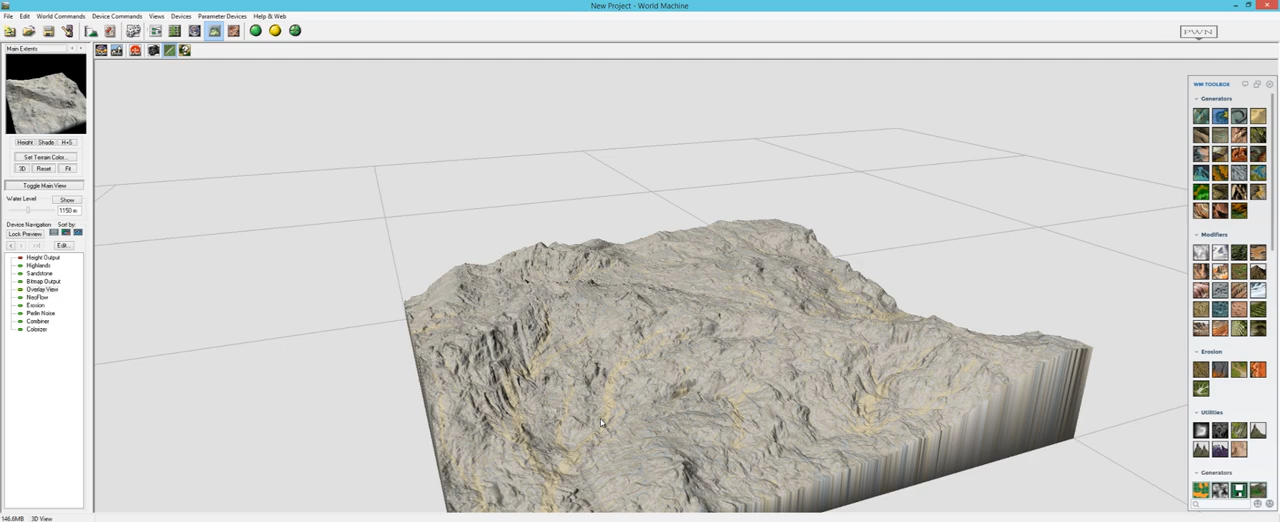 New Project - World Machine
File Edit World Commands Device Commands Views Devices Parameter Devices Help & Web
PWN
Main Extents
Height Shade H+S
Set Terrain Color...
3D Reset Fit
Toggle Main View
Water Level Show
1150 m
Device Navigation Sort by:
Lock Preview
Edit...
Height Output
Highlands
Sandstone
Bitmap Output
Overlay View
NeoFlow
Erosion
Perlin Noise
Combiner
Colorizer
WM TOOLBOX
Generators
Modifiers
Erosion
Utilities
Generators
146.6MB 3D View